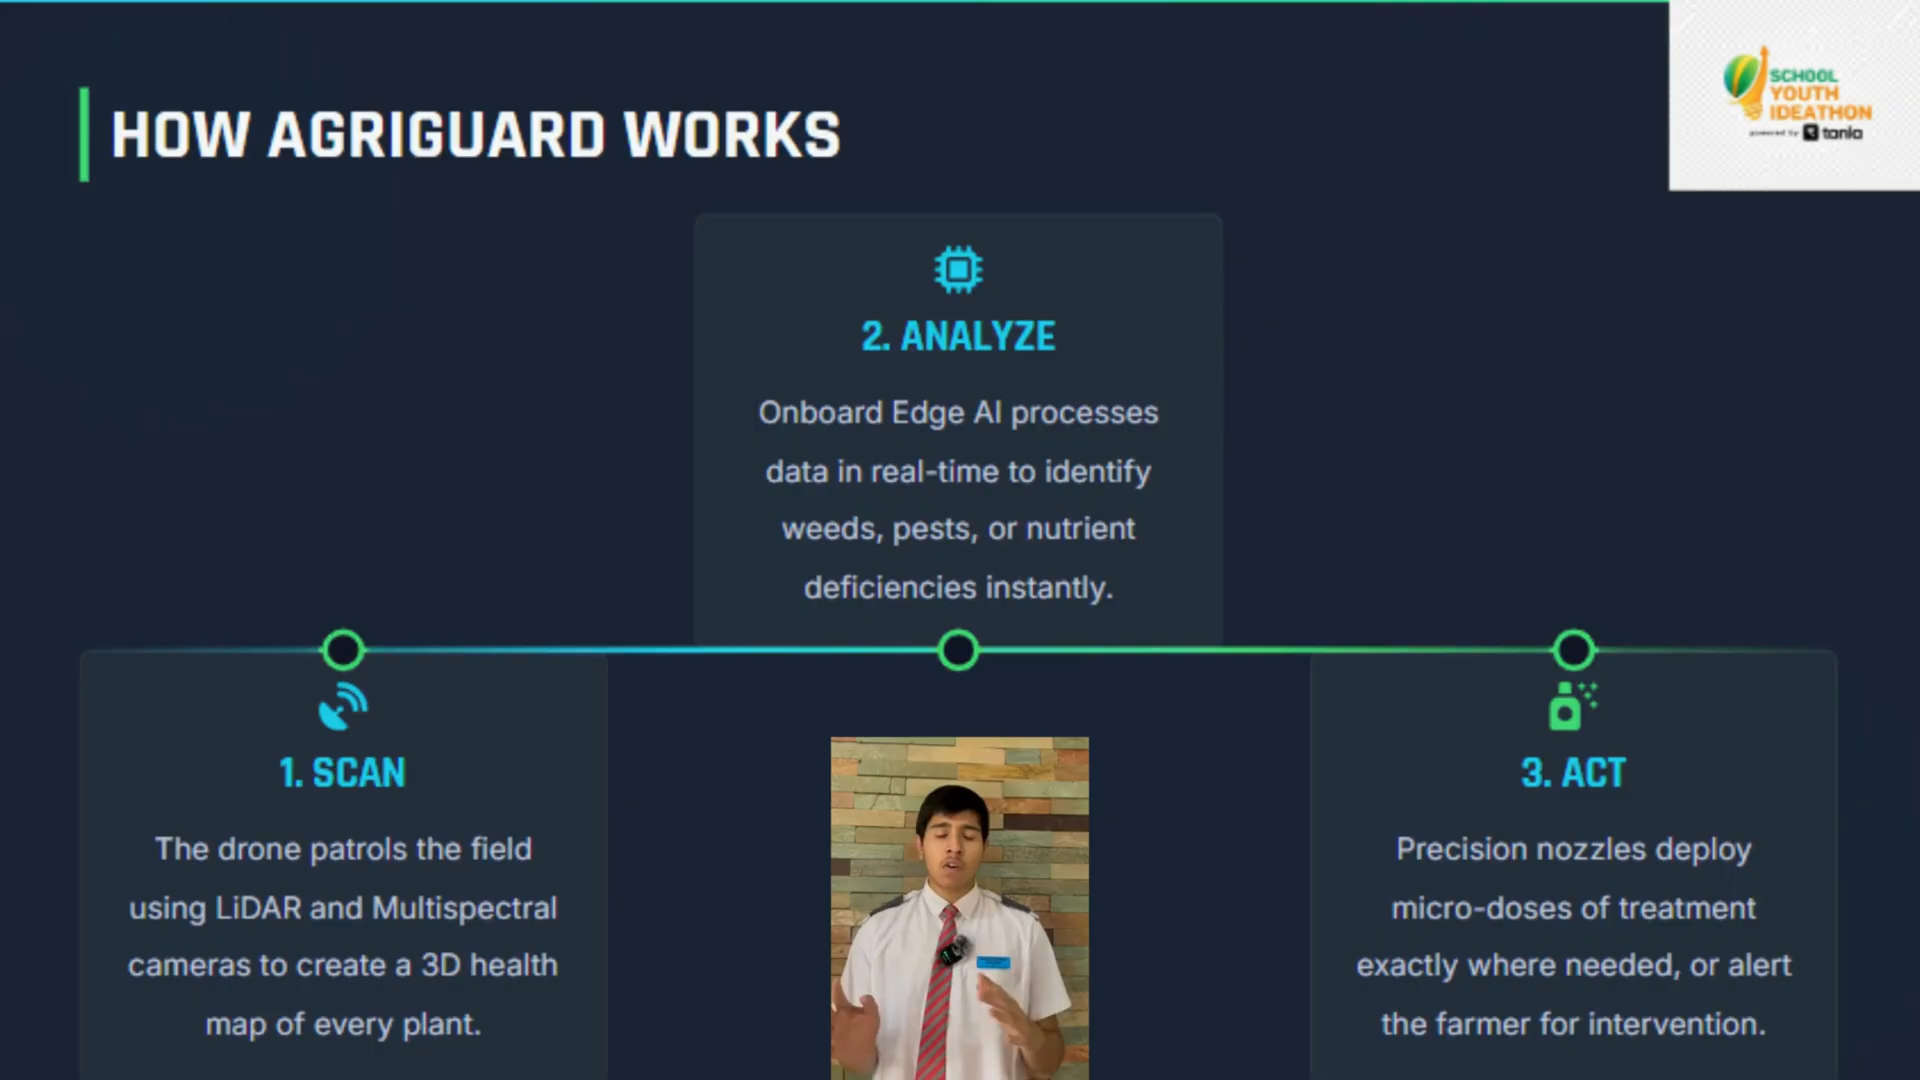 HOW AGRIGUARD WORKS
SCHOOL
YOUTH
IDEATHON
powered by tania
2. ANALYZE
Onboard Edge AI processes
data in real-time to identify
weeds, pests, or nutrient
deficiencies instantly.
1. SCAN
The drone patrols the field
using LiDAR and Multispectral
cameras to create a 3D health
map of every plant.
3. ACT
Precision nozzles deploy
micro-doses of treatment
exactly where needed, or alert
the farmer for intervention.